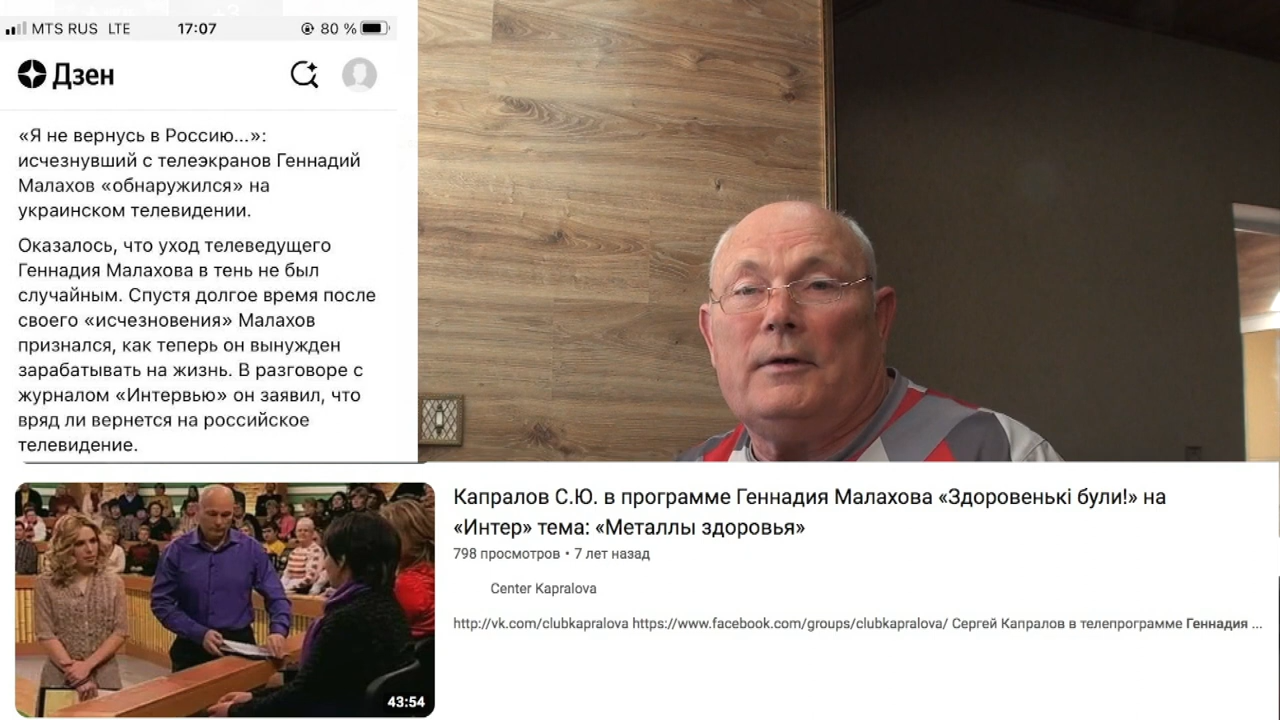 MTS RUS LTE 17:07 80 %
Дзен
«Я не вернусь в Россию...»:
исчезнувший с телеэкранов Геннадий
Малахов «обнаружился» на
украинском телевидении.
Оказалось, что уход телеведущего
Геннадия Малахова в тень не был
случайным. Спустя долгое время после
своего «исчезновения» Малахов
признался, как теперь он вынужден
зарабатывать на жизнь. В разговоре с
журналом «Интервью» он заявил, что
вряд ли вернется на российское
телевидение.
43:54
Капралов С.Ю. в программе Геннадия Малахова «Здоровенькі були!» на
«Интер» тема: «Металлы здоровья»
798 просмотров • 7 лет назад
Center Kapralova
http://vk.com/clubkapralova https://www.facebook.com/groups/clubkapralova/ Сергей Капралов в телепрограмме Геннадия ...